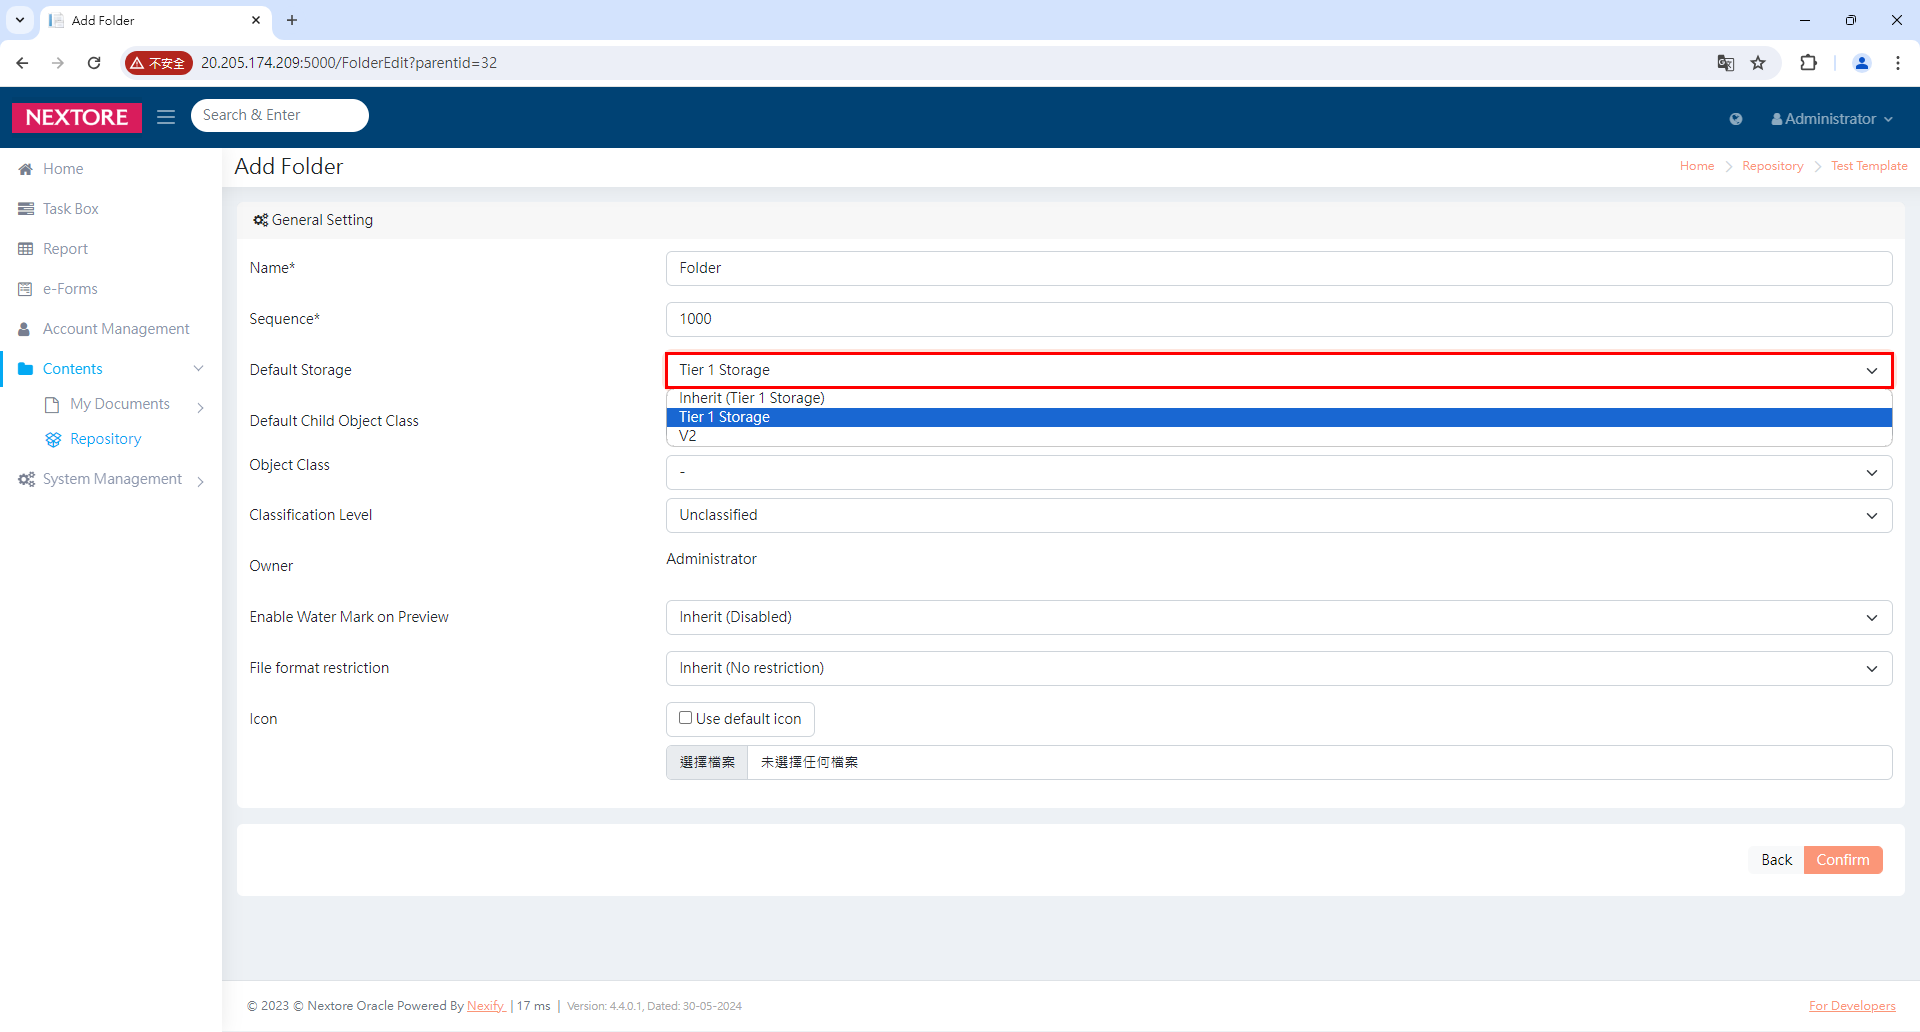 Add Folder
不安全
20.205.174.209:5000/FolderEdit?parentid=32
NEXTORE
Search & Enter
Administrator
Home
Task Box
Report
e-Forms
Account Management
Contents
My Documents
Repository
System Management
Add Folder
Home
Repository
Test Template
General Setting
Name*
Folder
Sequence*
1000
Default Storage
Tier 1 Storage
Inherit (Tier 1 Storage)
Tier 1 Storage
V2
Default Child Object Class
Object Class
-
Classification Level
Unclassified
Owner
Administrator
Enable Water Mark on Preview
Inherit (Disabled)
File format restriction
Inherit (No restriction)
Icon
Use default icon
選擇檔案 未選擇任何檔案
Back
Confirm
© 2023 © Nextore Oracle Powered By Nexify | 17 ms | Version: 4.4.0.1, Dated: 30-05-2024
For Developers